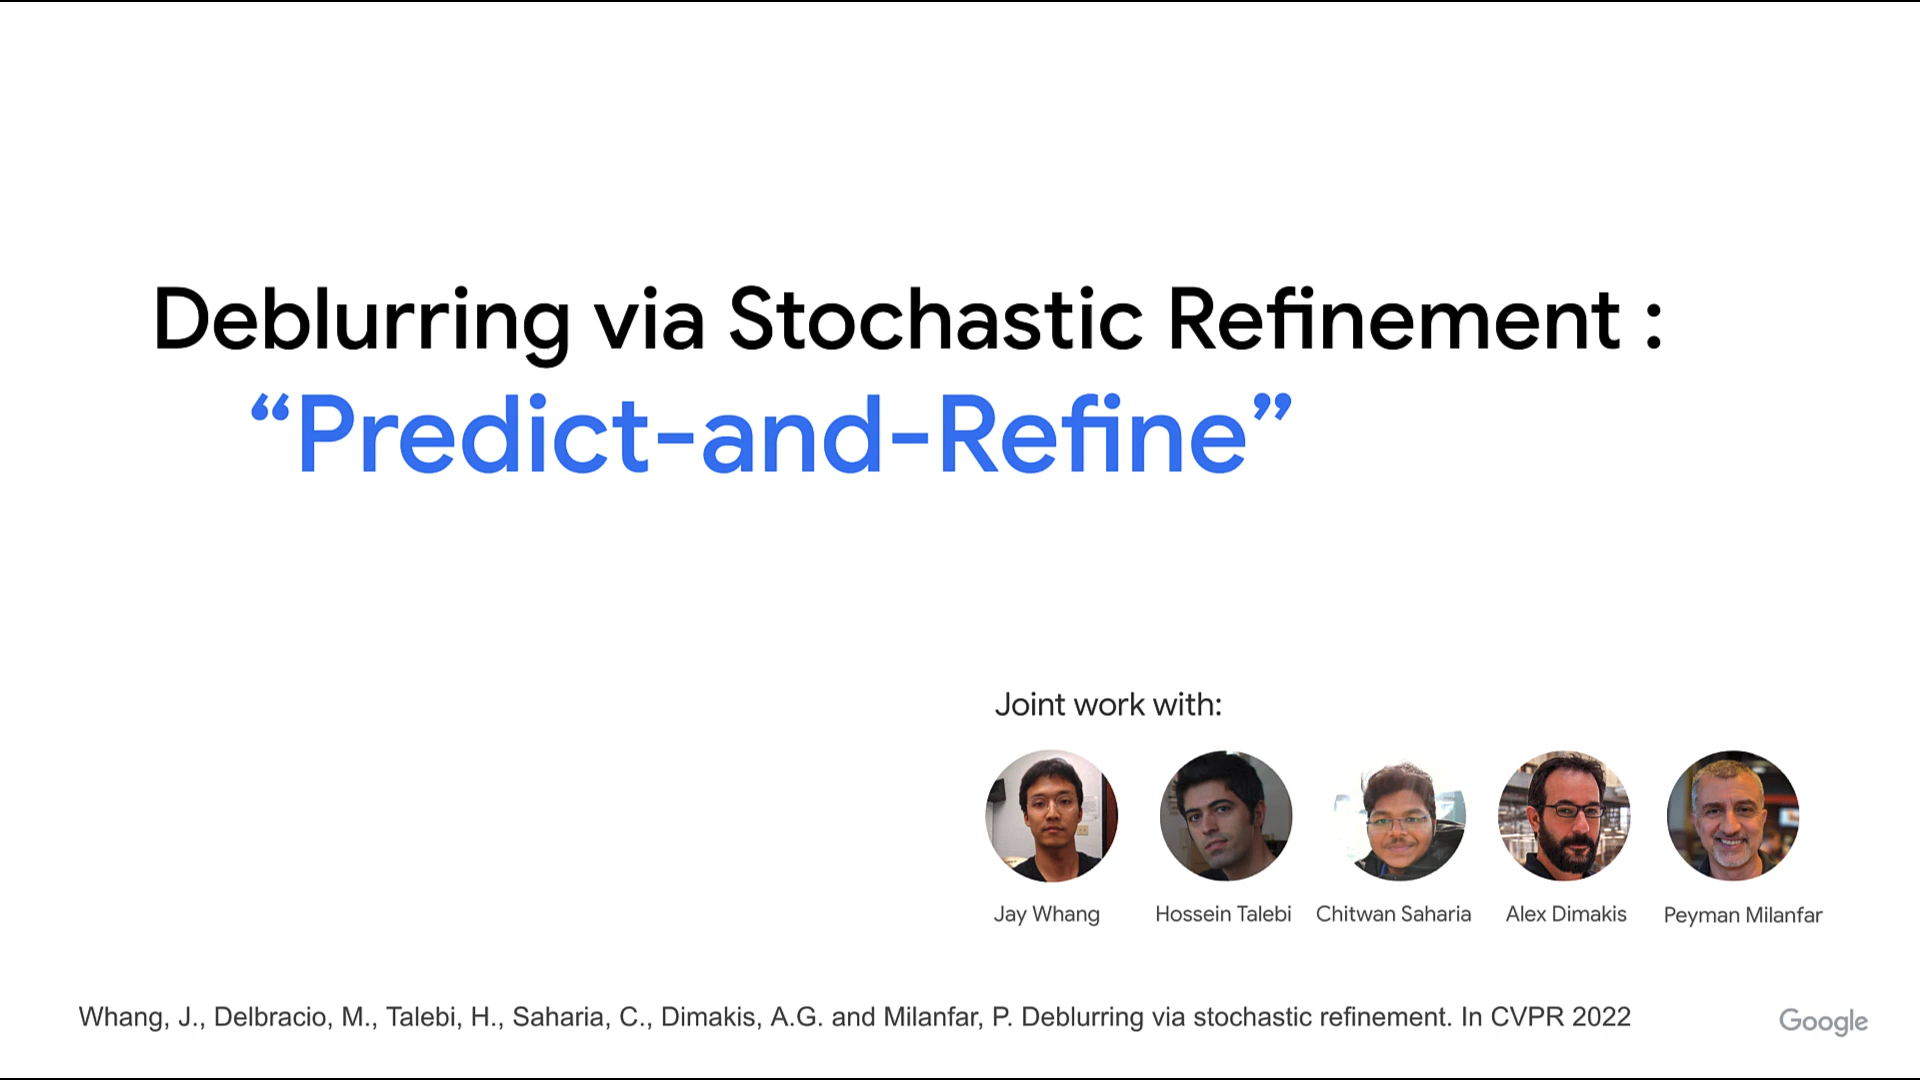 Deblurring via Stochastic Refinement :
“Predict-and-Refine”
Joint work with:
Jay Whang
Hossein Talebi
Chitwan Saharia
Alex Dimakis
Peyman Milanfar
Whang, J., Delbracio, M., Talebi, H., Saharia, C., Dimakis, A.G. and Milanfar, P. Deblurring via stochastic refinement. In CVPR 2022
Google